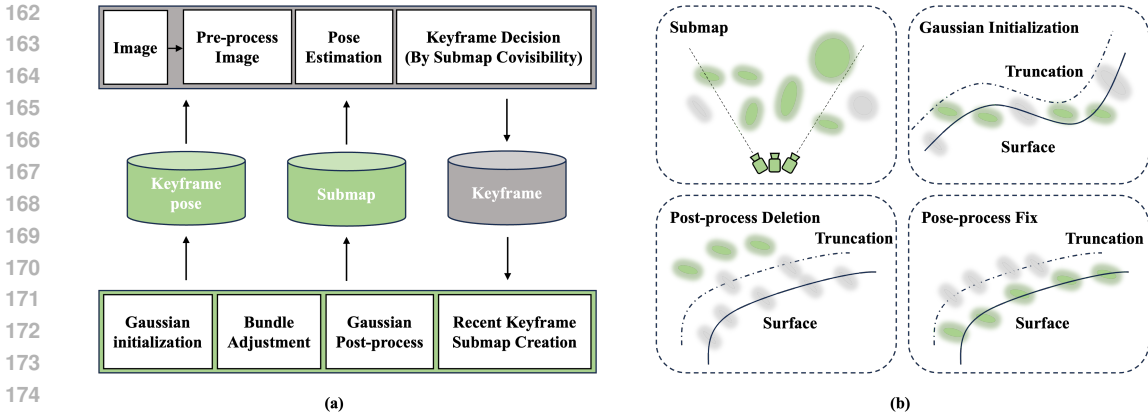 162
163
164
165
166
167
168
169
170
171
172
173
174
Image
Pre-process
Image
Pose
Estimation
Keyframe Decision
(By Submap Covisibility)
Keyframe
pose
Submap
Keyframe
Gaussian
initialization
Bundle
Adjustment
Gaussian
Post-process
Recent Keyframe
Submap Creation
(a)
Submap
Gaussian Initialization
Truncation
Surface
Post-process Deletion
Truncation
Surface
Pose-process Fix
Truncation
Surface
(b)